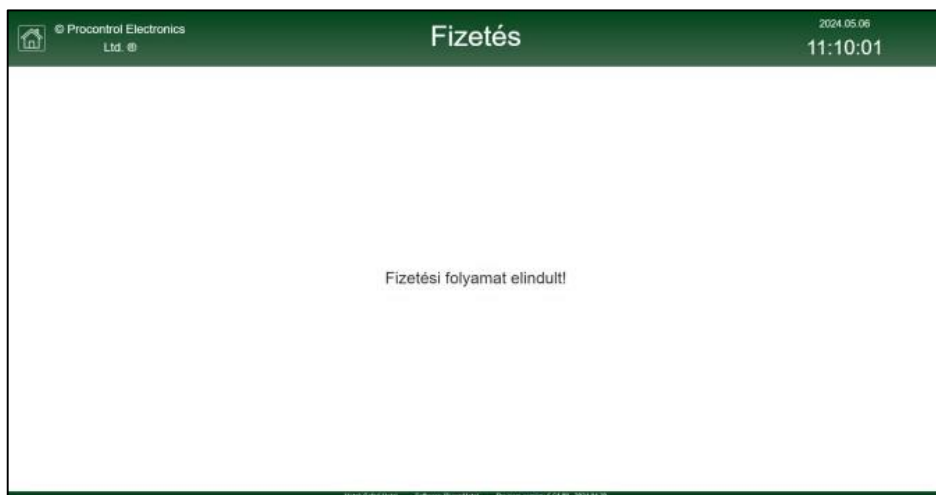 © Procontrol Electronics
Ltd. ®
Fizetés
2024.05.06
11:10:01
Fizetési folyamat elindult!